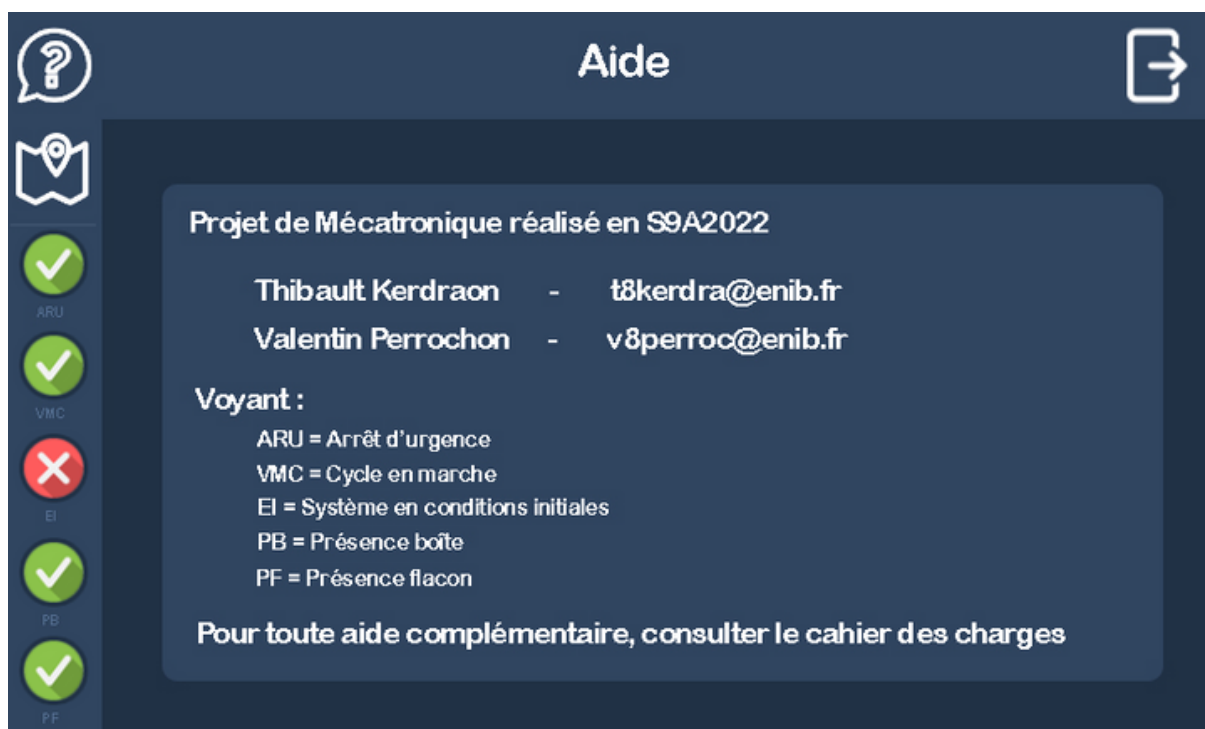 Aide
Projet de Mécatronique réalisé en S9A2022
Thibault Kerdraon - t8kerdra@enib.fr
Valentin Perrochon - v8perroc@enib.fr
Voyant :
ARU = Arrêt d'urgence
VMC = Cycle en marche
EI = Système en conditions initiales
PB = Présence boîte
PF = Présence flacon
Pour toute aide complémentaire, consulter le cahier des charges
ARU
VMC
EI
PB
PF